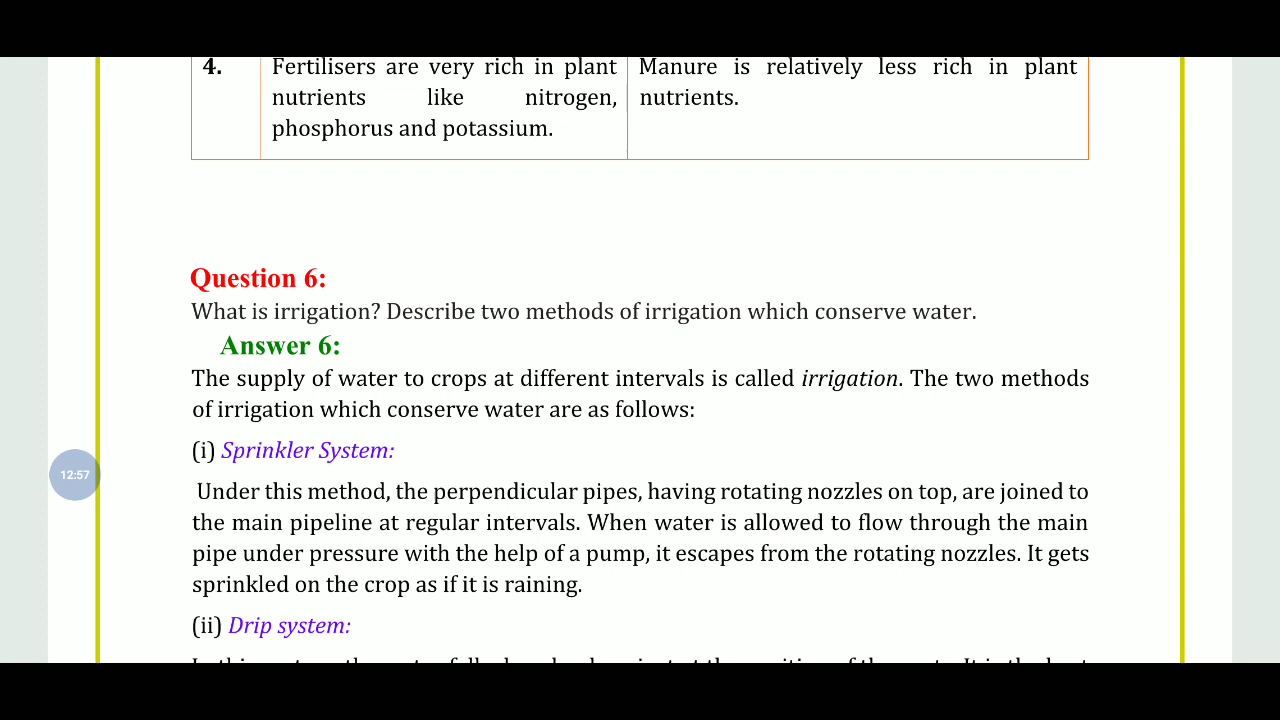 4. Fertilisers are very rich in plant
nutrients like nitrogen,
phosphorus and potassium.
Manure is relatively less rich in plant
nutrients.
Question 6:
What is irrigation? Describe two methods of irrigation which conserve water.
Answer 6:
The supply of water to crops at different intervals is called irrigation. The two methods
of irrigation which conserve water are as follows:
(i) Sprinkler System:
12:57
Under this method, the perpendicular pipes, having rotating nozzles on top, are joined to
the main pipeline at regular intervals. When water is allowed to flow through the main
pipe under pressure with the help of a pump, it escapes from the rotating nozzles. It gets
sprinkled on the crop as if it is raining.
(ii) Drip system: